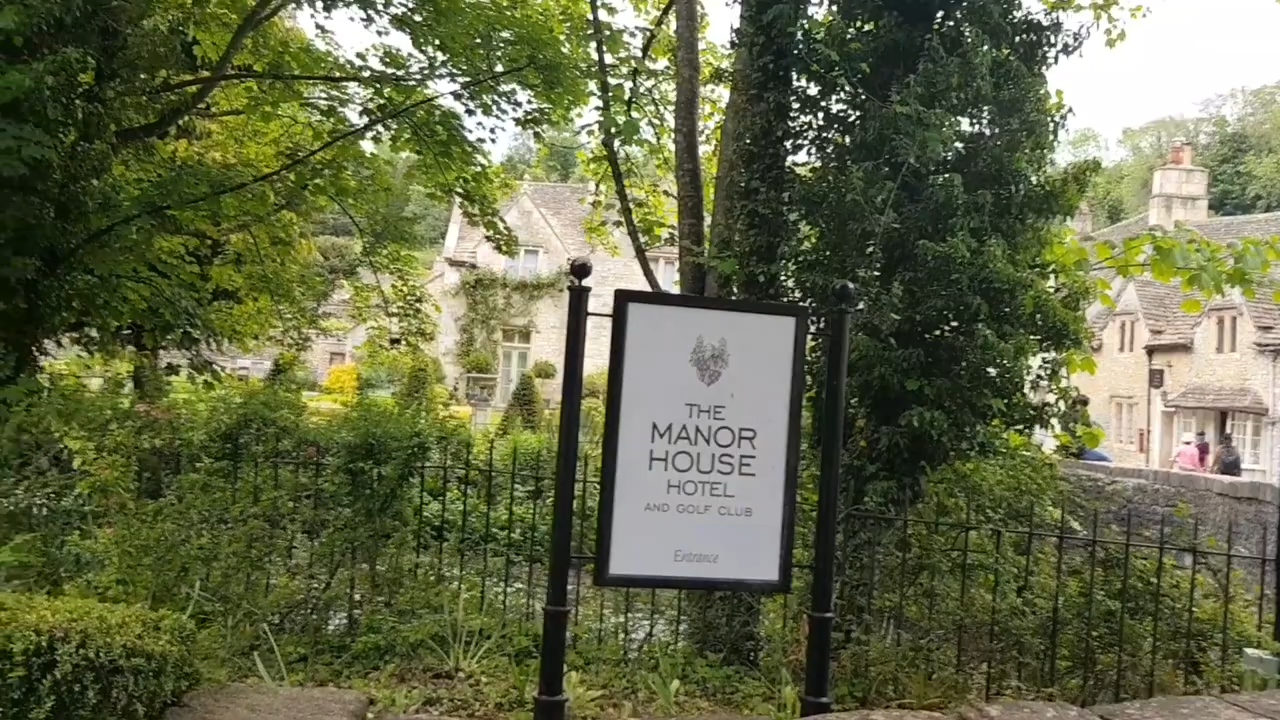 THE
MANOR
HOUSE
HOTEL
AND GOLF CLUB
Entrance